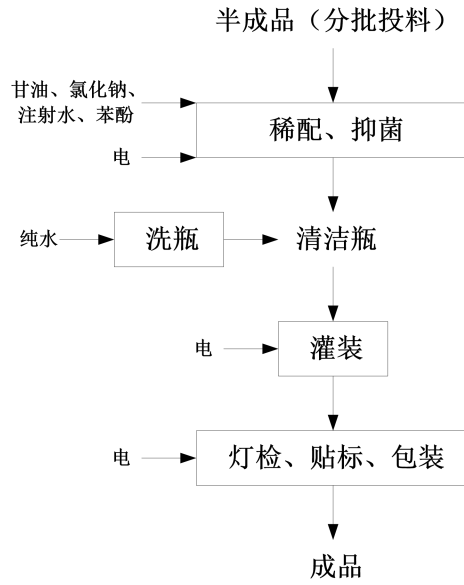 半成品（分批投料）
甘油、氯化钠、
注射水、苯酚
稀配、抑菌
电
纯水
洗瓶
清洁瓶
电
灌装
电
灯检、贴标、包装
成品